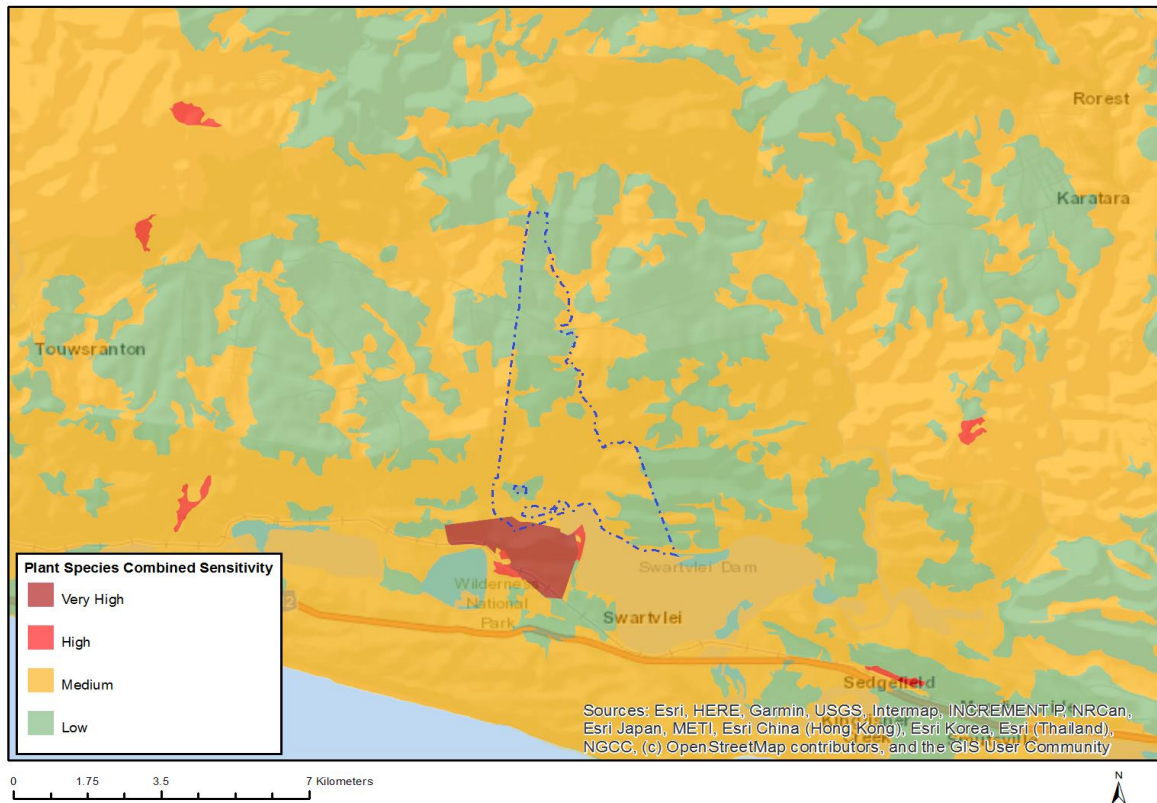 Rorest
Karatara
Touwsranton
Swartvlei Dam
Wilderness
National
Park
Swartvlei
2
Sedgefield
Plant Species Combined Sensitivity
Very High
High
Medium
Low
Sources: Esri, HERE, Garmin, USGS, Intermap, INCREMENT P, NRCan,
Esri Japan, METI, Esri China (Hong Kong), Esri Korea, Esri (Thailand),
NGCC, (c) OpenStreetMap contributors, and the GIS User Community
0 1.75 3.5 7 Kilometers
N